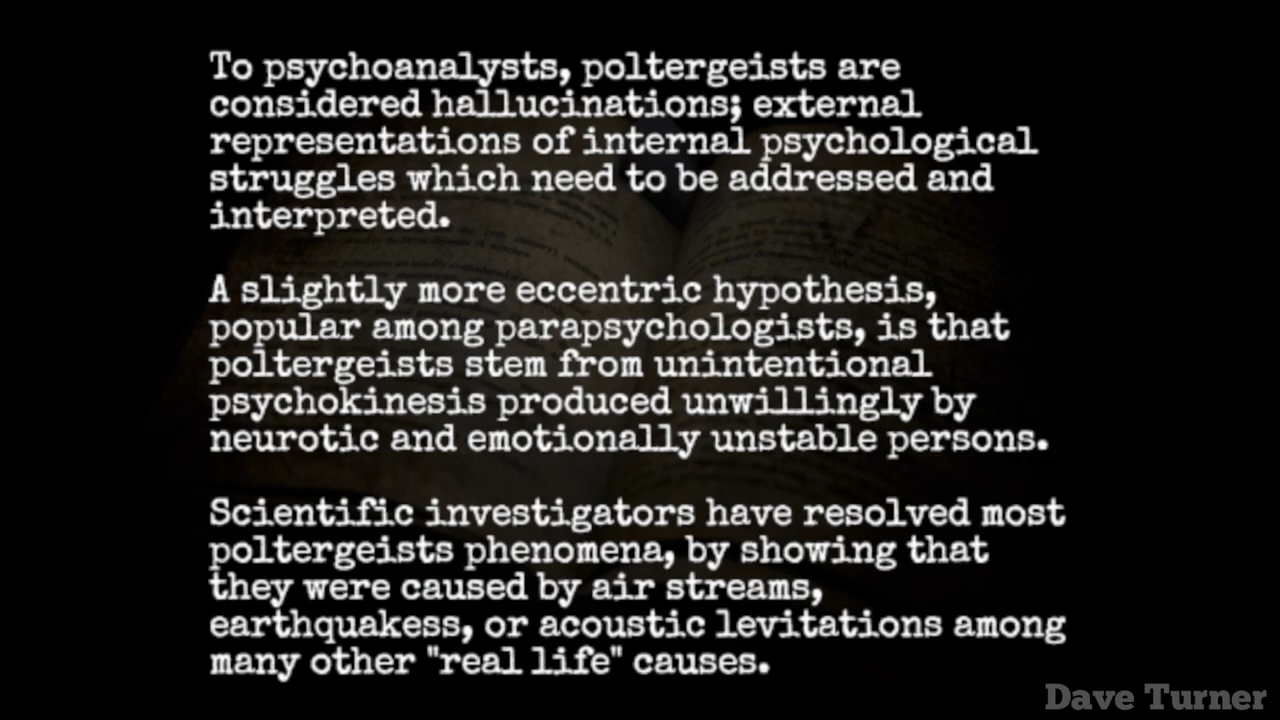 To psychoanalysts, poltergeists are
considered hallucinations; external
representations of internal psychological
struggles which need to be addressed and
interpreted.
A slightly more eccentric hypothesis,
popular among parapsychologists, is that
poltergeists stem from unintentional
psychokinesis produced unwillingly by
neurotic and emotionally unstable persons.
Scientific investigators have resolved most
poltergeists phenomena, by showing that
they were caused by air streams,
earthquakess, or acoustic levitations among
many other "real life" causes.
Dave Turner